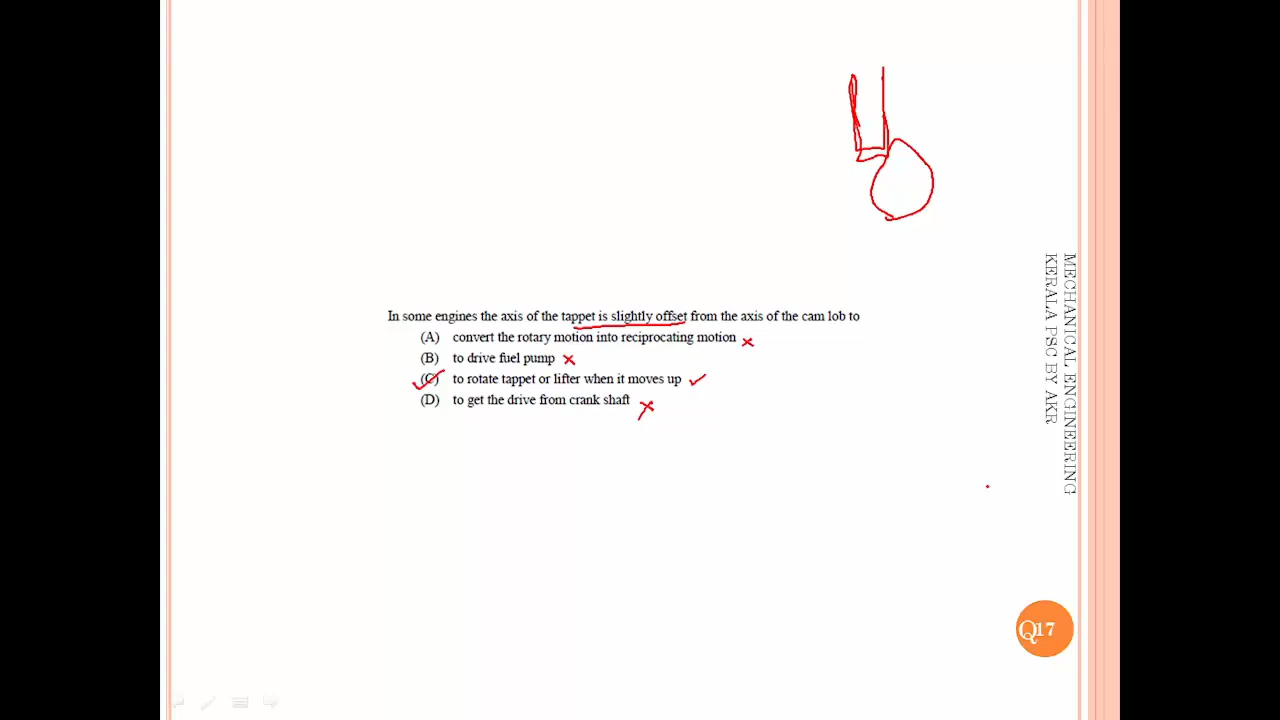 In some engines the axis of the tappet is slightly offset from the axis of the cam lob to
(A) convert the rotary motion into reciprocating motion
(B) to drive fuel pump
(C) to rotate tappet or lifter when it moves up
(D) to get the drive from crank shaft
MECHANICAL ENGINEERING
KERALA PSC BY AKR
Q17